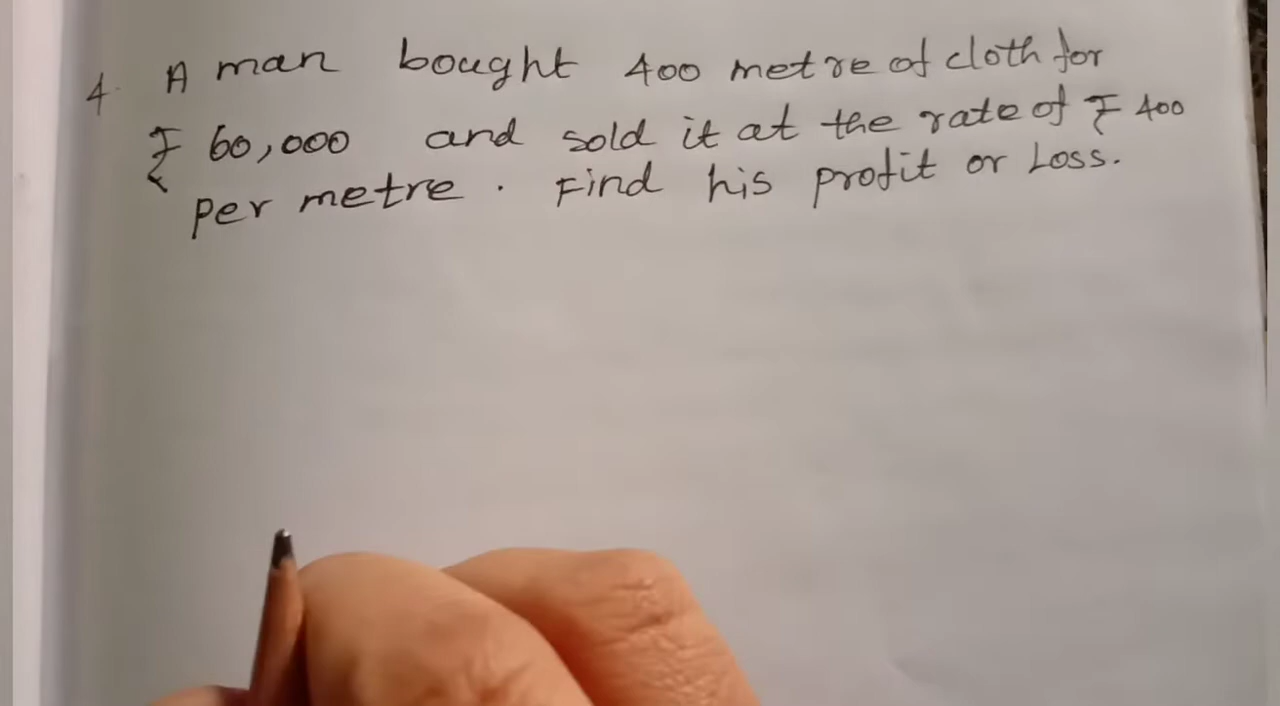 4. A man bought 400 metre of cloth for
₹ 60,000 and sold it at the rate of ₹ 400
per metre. Find his profit or Loss.